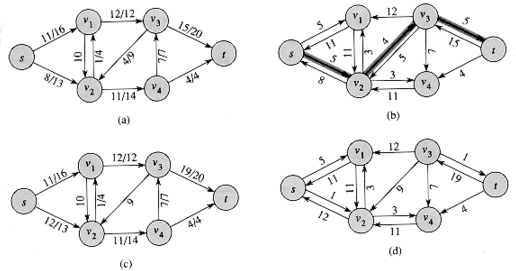 v1 12/12 v3
11/16 15/20
s 10 1/4 4/9 7/7 t
8/13 4/4
v2 11/14 v4
(a)
v1 12 v3
5 5
11 15
s 11 3 4 5 7 t
5 4
8 3
v2 11 v4
(b)
v1 12/12 v3
11/16 19/20
s 10 1/4 9 7/7 t
12/13 4/4
v2 11/14 v4
(c)
v1 12 v3
5 1
11 19
s 11 3 9 7 t
1 4
12 3
v2 11 v4
(d)